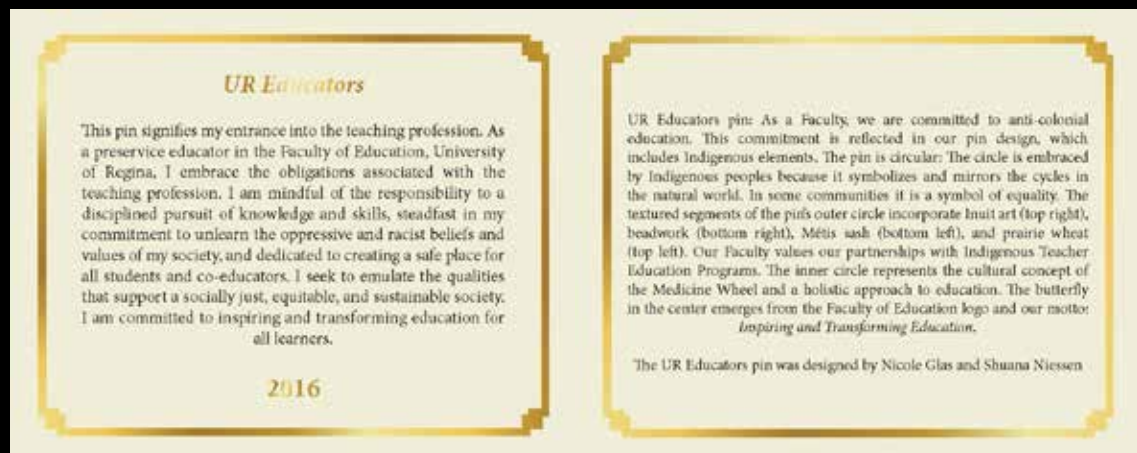 UR Educators
This pin signifies my entrance into the teaching profession. As
a preservice educator in the Faculty of Education, University
of Regina, I embrace the obligations associated with the
teaching profession. I am mindful of the responsibility to a
disciplined pursuit of knowledge and skills, steadfast in my
commitment to unlearn the oppressive and racist beliefs and
values of my society, and dedicated to creating a safe place for
all students and co-educators. I seek to emulate the qualities
that support a socially just, equitable, and sustainable society.
I am committed to inspiring and transforming education for
all learners.
2016
UR Educators pin: As a Faculty, we are committed to anti-colonial
education. This commitment is reflected in our pin design, which
includes Indigenous elements. The pin is circular: The circle is embraced
by Indigenous peoples because it symbolizes and mirrors the cycles in
the natural world. In some communities it is a symbol of equality. The
textured segments of the pin's outer circle incorporate Inuit art (top right),
beadwork (bottom right), Métis sash (bottom left), and prairie wheat
(top left). Our Faculty values our partnerships with Indigenous Teacher
Education Programs. The inner circle represents the cultural concept of
the Medicine Wheel and a holistic approach to education. The butterfly
in the center emerges from the Faculty of Education logo and our motto:
Inspiring and Transforming Education.
The UR Educators pin was designed by Nicole Glas and Shuana Niessen